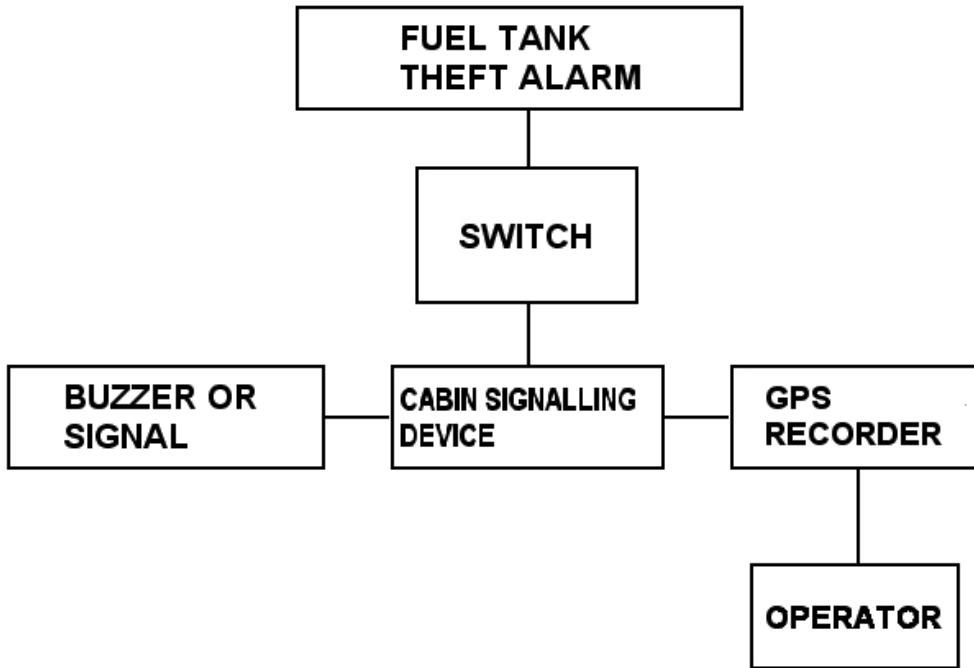 FUEL TANK
THEFT ALARM
SWITCH
BUZZER OR
SIGNAL
CABIN SIGNALLING
DEVICE
GPS
RECORDER
OPERATOR